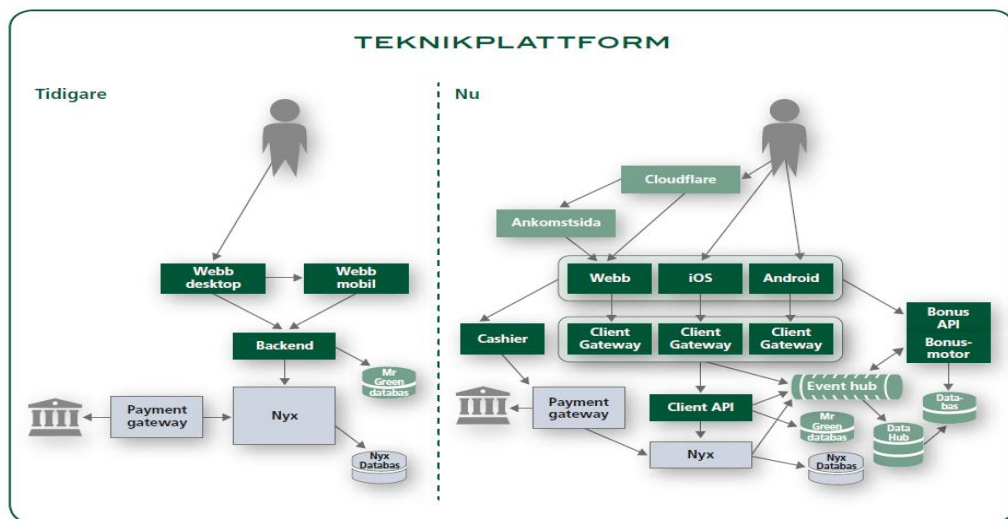 TEKNIKPLATTFORM
Tidigare
Webb
desktop
Webb
mobil
Backend
Mr
Green
databas
Payment
gateway
Nyx
Nyx
Databas
Nu
Cloudflare
Ankomstsida
Webb
iOS
Android
Cashier
Client
Gateway
Client
Gateway
Client
Gateway
Bonus
API
Bonus-
motor
Event hub
Payment
gateway
Client API
Mr
Green
databas
Data
Hub
Data-
bas
Nyx
Nyx
Databas